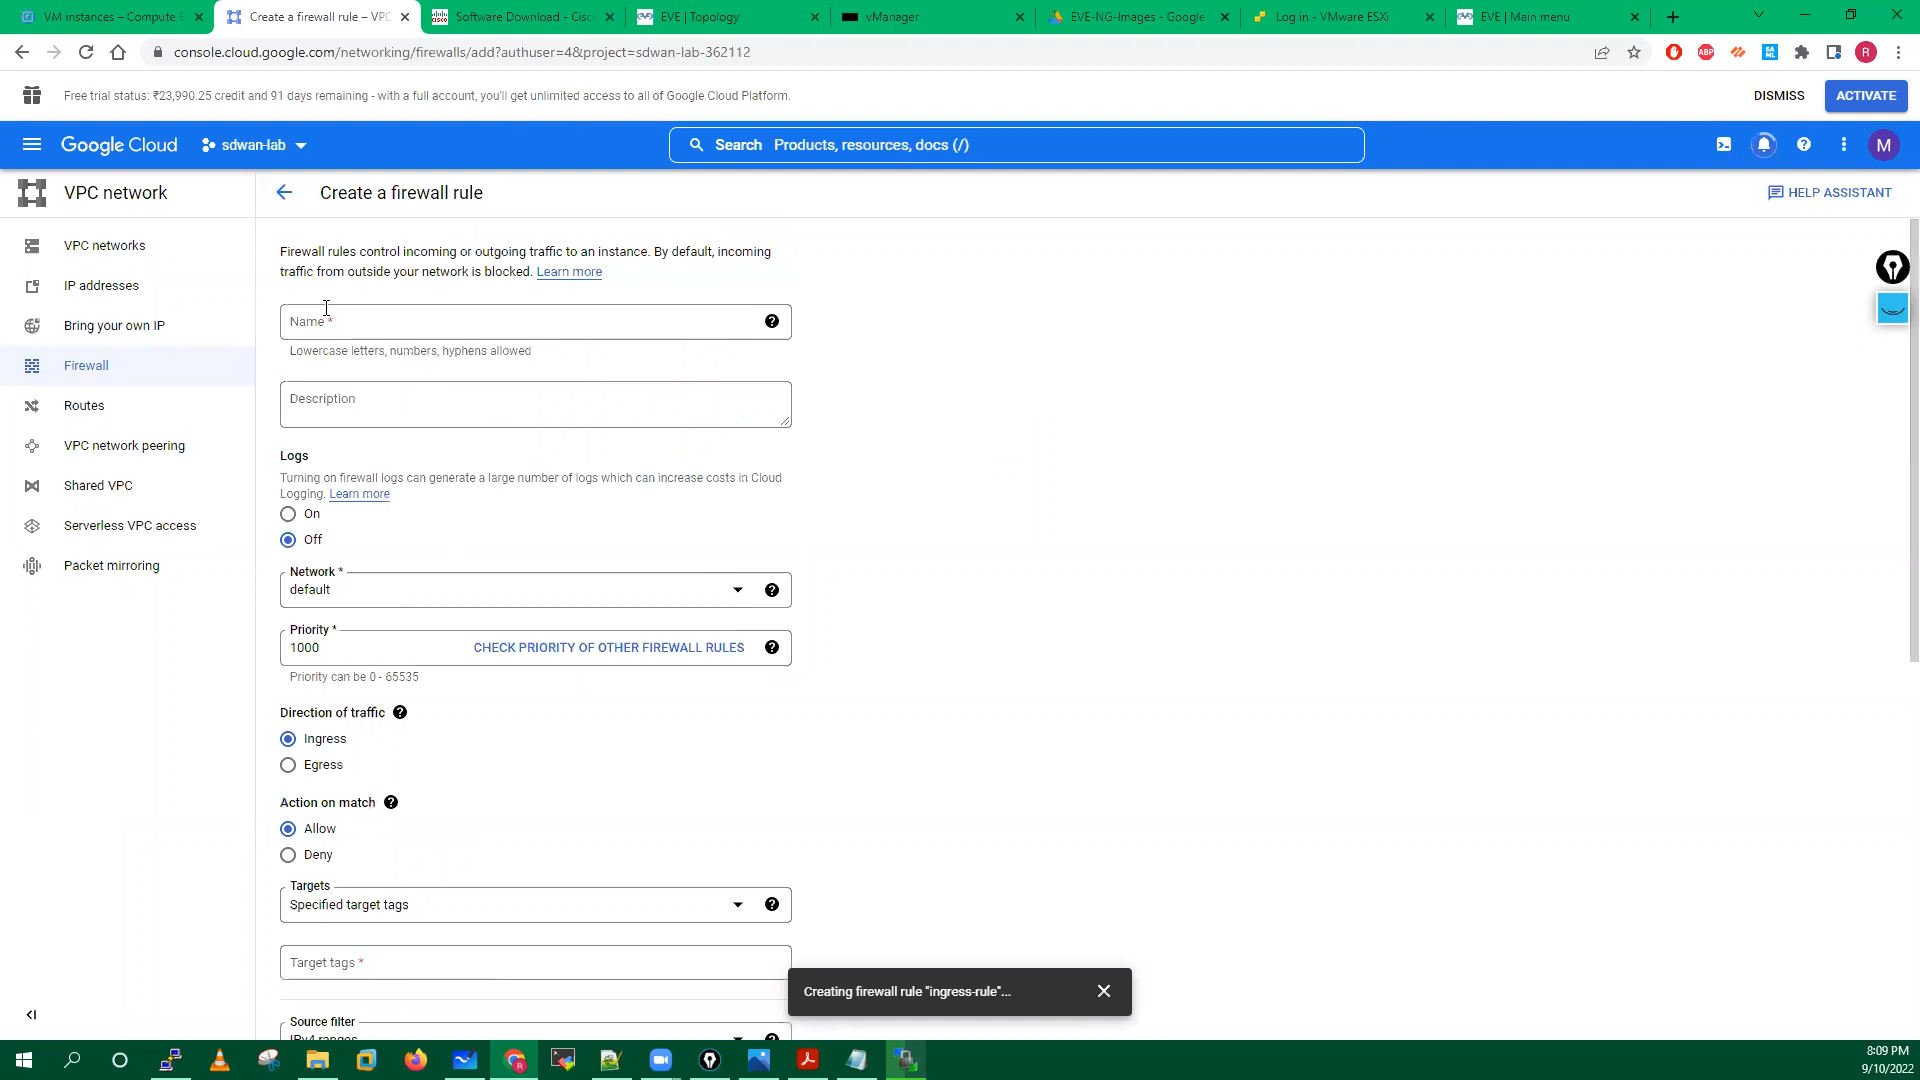 VM instances – Compute E
Create a firewall rule – VPC
Software Download - Cisc
EVE | Topology
vManager
EVE-NG-Images - Google
Log in - VMware ESXi
EVE | Main menu
console.cloud.google.com/networking/firewalls/add?authuser=4&project=sdwan-lab-362112
Free trial status: ₹23,990.25 credit and 91 days remaining - with a full account, you'll get unlimited access to all of Google Cloud Platform.
DISMISS
ACTIVATE
Google Cloud
sdwan-lab
Search Products, resources, docs (/)
M
VPC network
Create a firewall rule
HELP ASSISTANT
VPC networks
IP addresses
Bring your own IP
Firewall
Routes
VPC network peering
Shared VPC
Serverless VPC access
Packet mirroring
Firewall rules control incoming or outgoing traffic to an instance. By default, incoming
traffic from outside your network is blocked. Learn more
Name *
Lowercase letters, numbers, hyphens allowed
Description
Logs
Turning on firewall logs can generate a large number of logs which can increase costs in Cloud
Logging. Learn more
On
Off
Network *
default
Priority *
1000 CHECK PRIORITY OF OTHER FIREWALL RULES
Priority can be 0 - 65535
Direction of traffic
Ingress
Egress
Action on match
Allow
Deny
Targets
Specified target tags
Target tags *
Creating firewall rule "ingress-rule"...
Source filter
IPv4 ranges
8:09 PM
9/10/2022